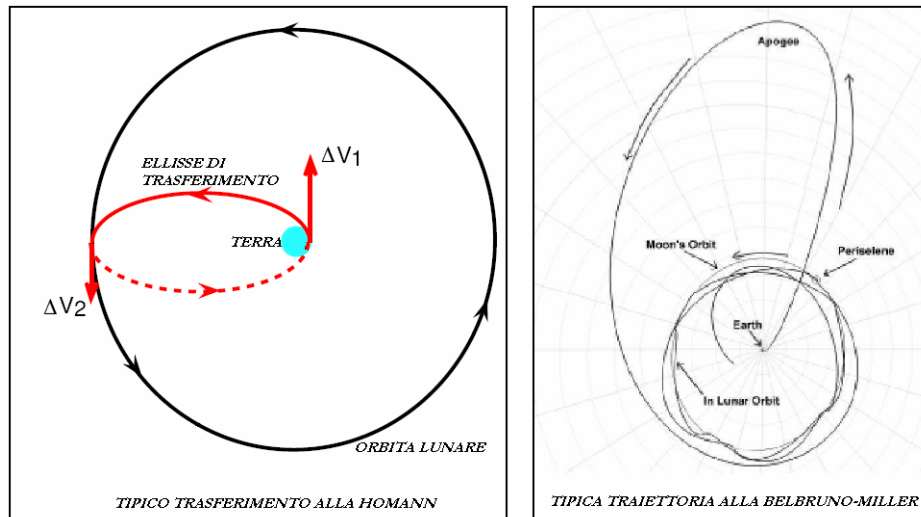 ΔV1
ELLISSE DI
TRASFERIMENTO
TERRA
ΔV2
ORBITA LUNARE
TIPICO TRASFERIMENTO ALLA HOMANN
Apogee
Moon's Orbit
Periselene
Earth
In Lunar Orbit
TIPICA TRAIETTORIA ALLA BELBRUNO-MILLER